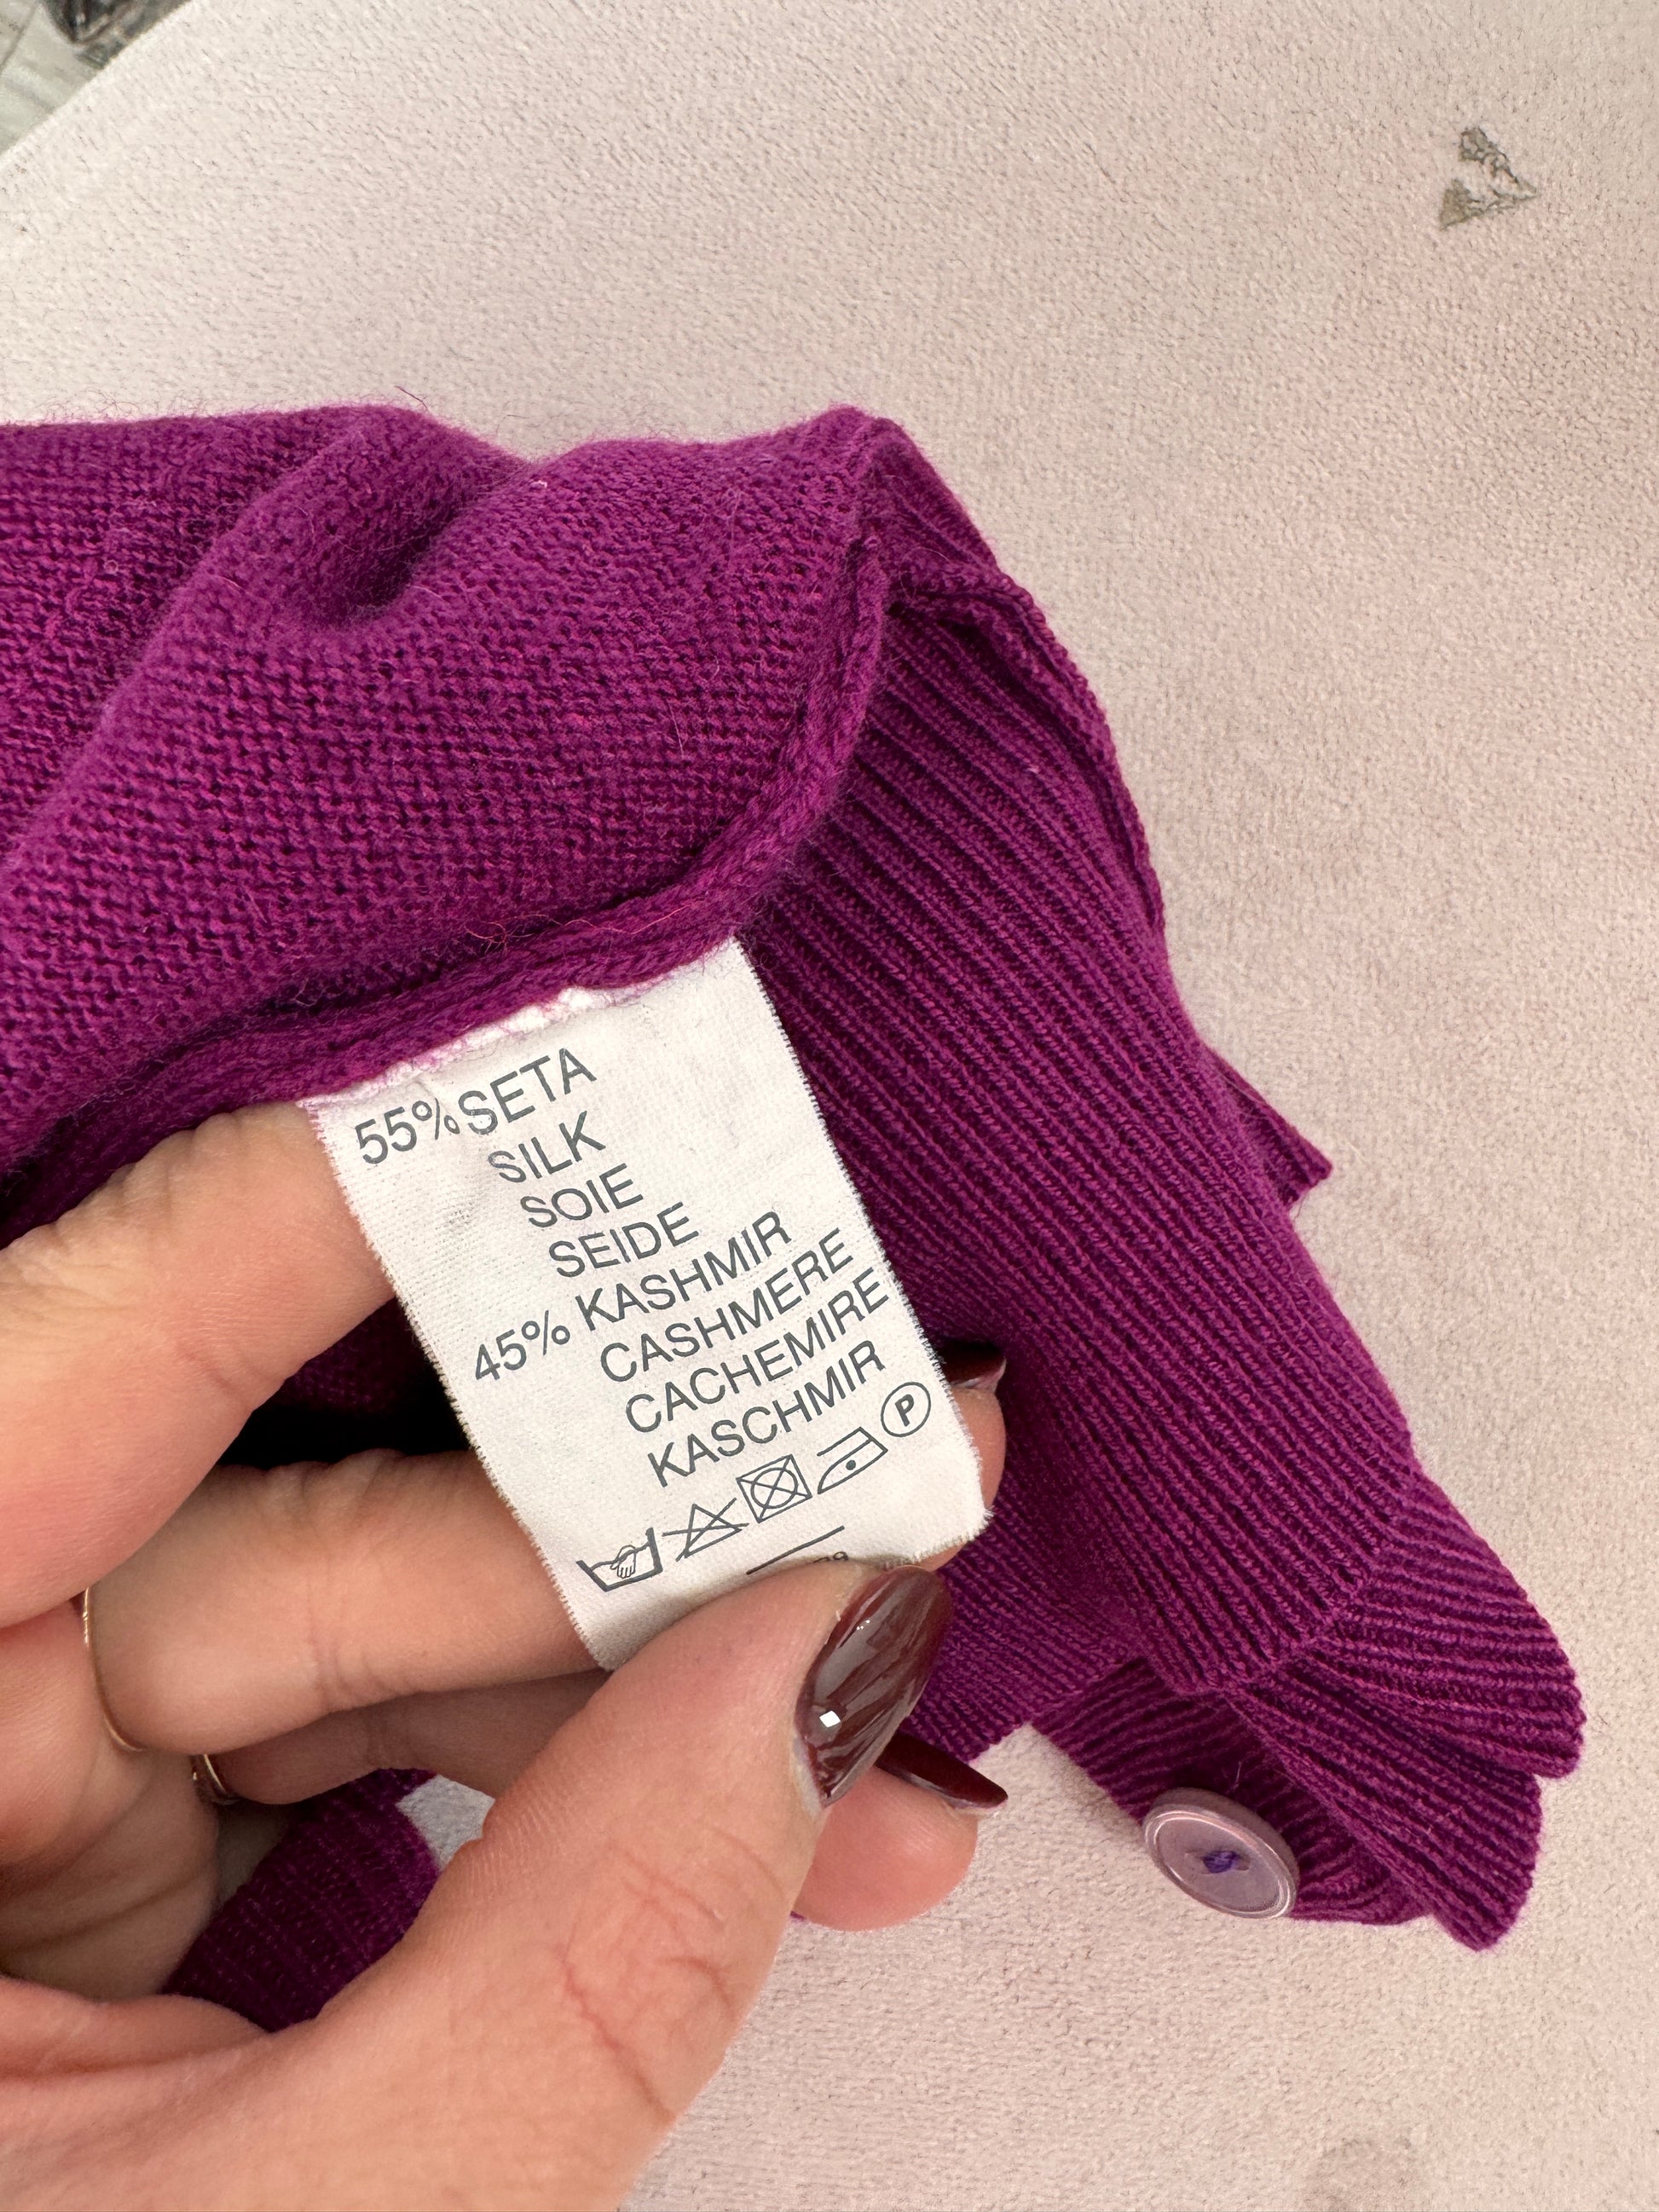 55% SETA
SILK
SOIE
SEIDE
45% KASHMIR
CASHMERE
CACHEMIRE
KASCHMIR
P